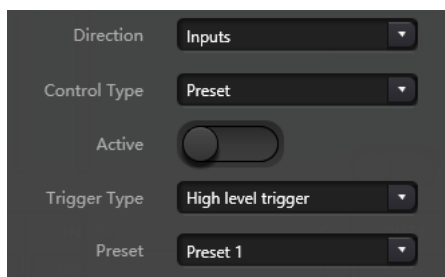 Direction Inputs
Control Type Preset
Active
Trigger Type High level trigger
Preset Preset 1